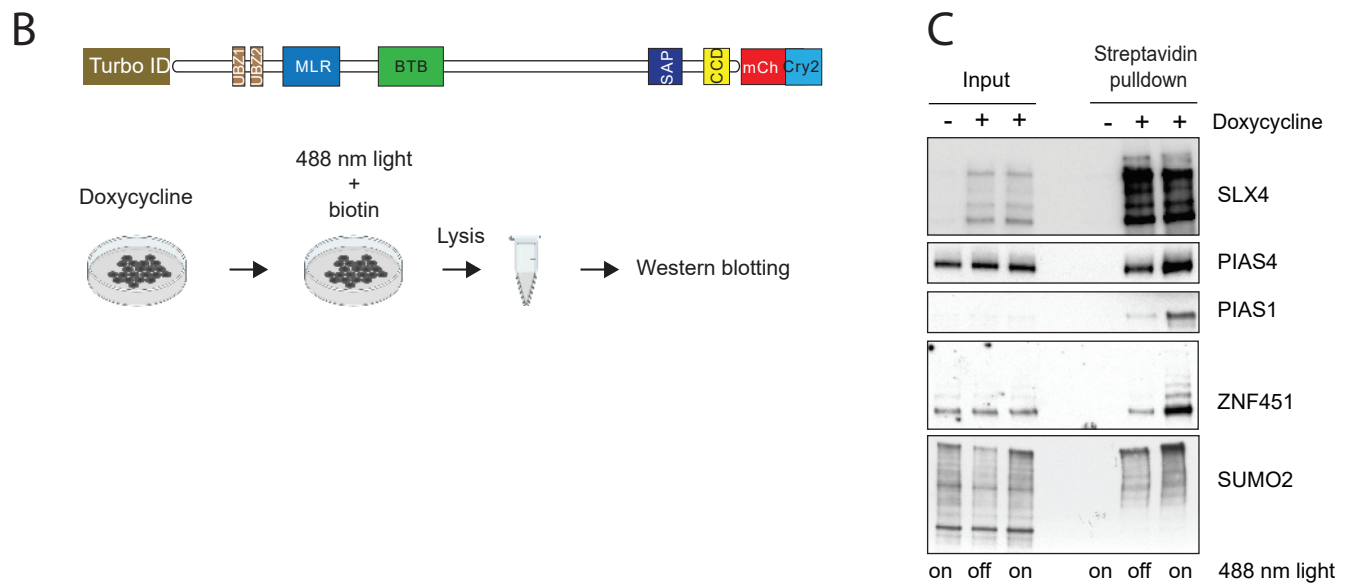 B
Turbo ID UBZ1 UBZ2 MLR BTB SAP CCD mCh Cry2
488 nm light
+
biotin
Doxycycline
Lysis
Western blotting
C
Streptavidin
pulldown
Input
- + + - + + Doxycycline
SLX4
PIAS4
PIAS1
ZNF451
SUMO2
on off on on off on 488 nm light